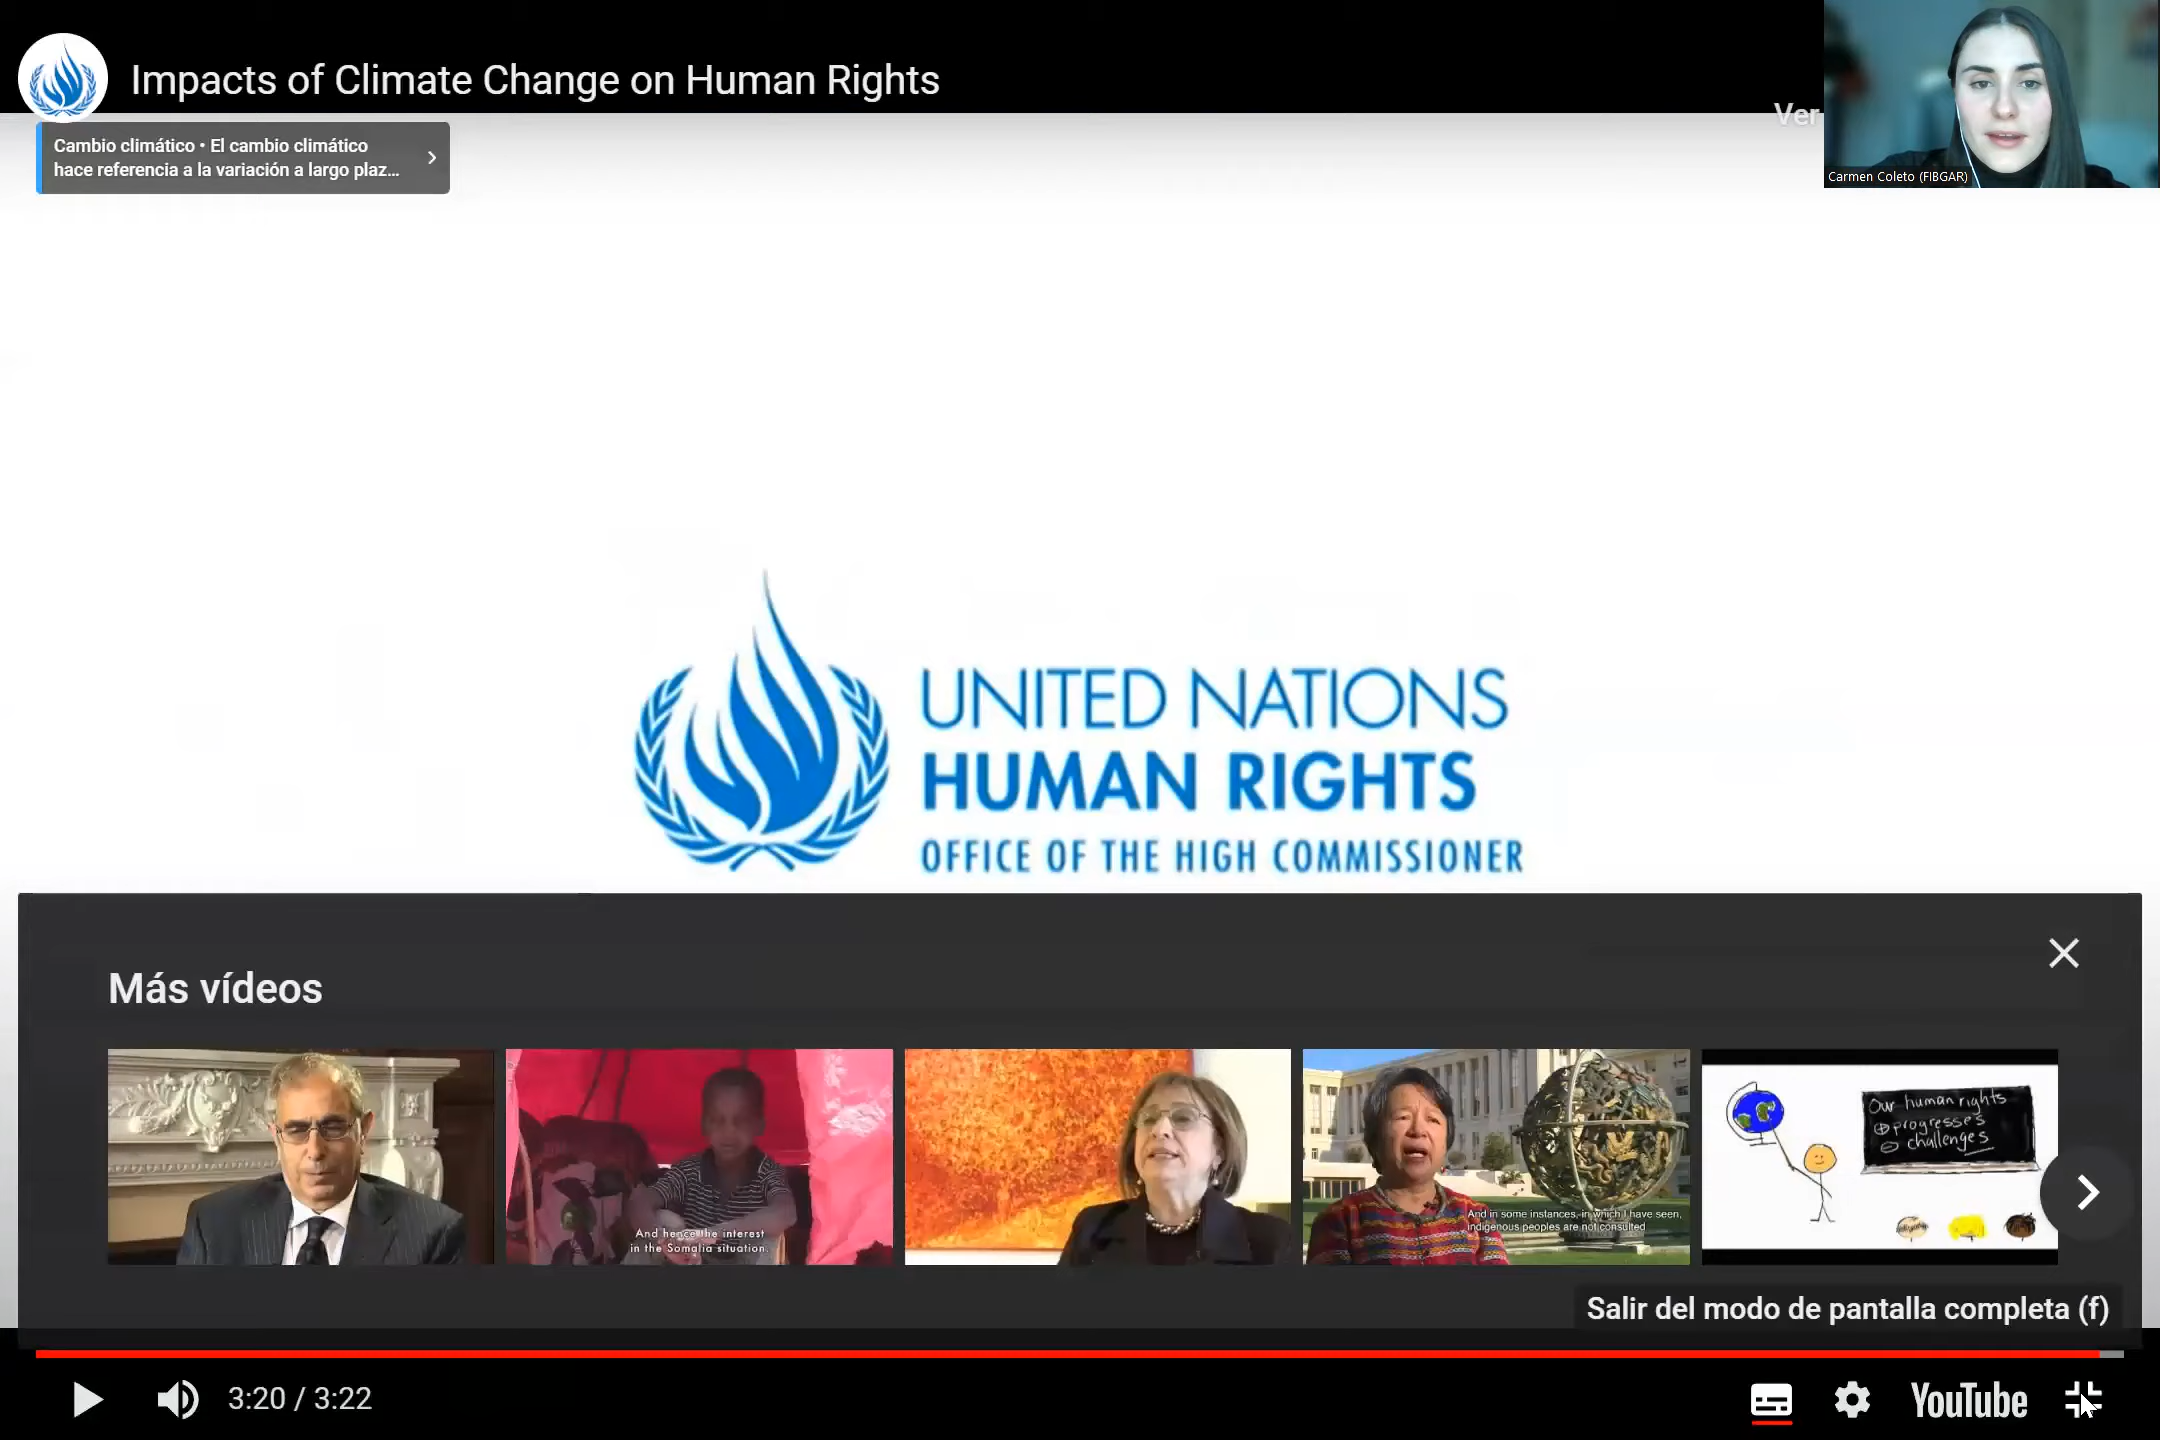 Impacts of Climate Change on Human Rights
Ver
Carmen Coleto (FIBGAR)
Cambio climático • El cambio climático
hace referencia a la variación a largo plaz...
UNITED NATIONS
HUMAN RIGHTS
OFFICE OF THE HIGH COMMISSIONER
Más vídeos
And hence the interest
in the Somalia situation.
And in some instances, in which I have seen,
indigenous peoples are not consulted
Our human rights
⊕ progresses
⊖ challenges
Salir del modo de pantalla completa (f)
3:20 / 3:22
YouTube